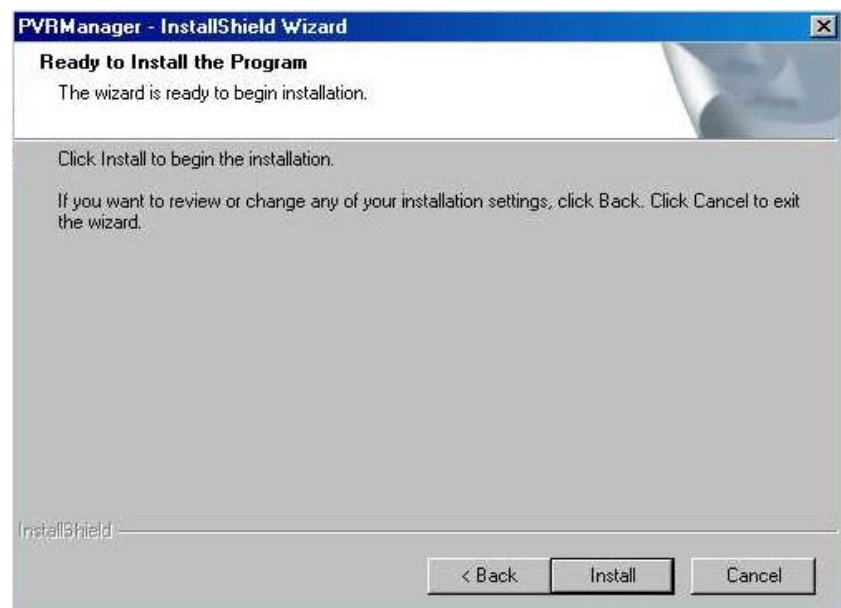 PVRManager - InstallShield Wizard
Ready to Install the Program
The wizard is ready to begin installation.
Click Install to begin the installation.
If you want to review or change any of your installation settings, click Back. Click Cancel to exit
the wizard.
InstallShield
< Back Install Cancel